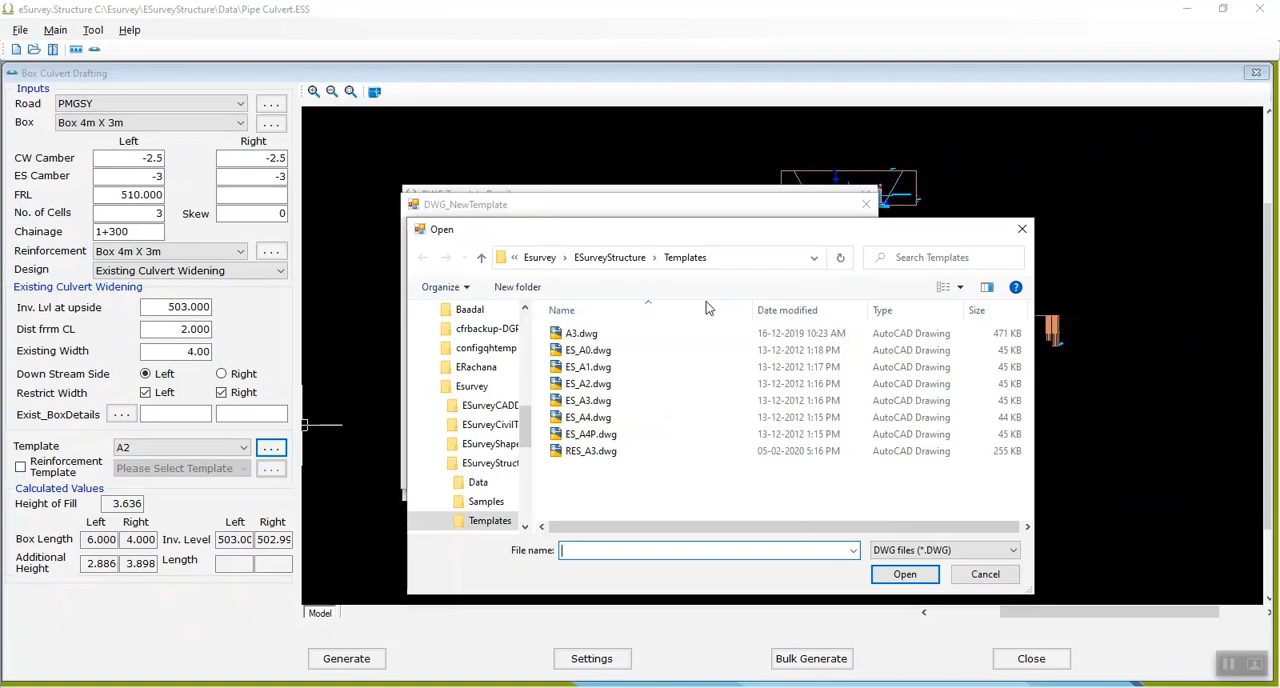 eSurvey.Structure C:\Esurvey\ESurveyStructure\Data\Pipe Culvert.ESS
File Main Tool Help
Box Culvert Drafting
Inputs
Road PMGSY ...
Box Box 4m X 3m ...
Left Right
CW Camber -2.5 -2.5
ES Camber -3 -3
FRL 510.000
No. of Cells 3 Skew 0
Chainage 1+300
Reinforcement Box 4m X 3m ...
Design Existing Culvert Widening
Existing Culvert Widening
Inv. Lvl at upside 503.000
Dist frrm CL 2.000
Existing Width 4.00
Down Stream Side Left Right
Restrict Width Left Right
Exist_BoxDetails ...
Template A2 ...
Reinforcement Template Please Select Template ...
Calculated Values
Height of Fill 3.636
Left Right Left Right
Box Length 6.000 4.000 Inv. Level 503.00 502.99
Additional Height 2.886 3.898 Length
DWG_NewTemplate
Open
« Esurvey › ESurveyStructure › Templates
Search Templates
Organize New folder
Baadal
cfrbackup-DGF
configqhtemp
ERachana
Esurvey
ESurveyCADD
ESurveyCivilT
ESurveyShape
ESurveyStruct
Data
Samples
Templates
Name Date modified Type Size
A3.dwg 16-12-2019 10:23 AM AutoCAD Drawing 471 KB
ES_A0.dwg 13-12-2012 1:18 PM AutoCAD Drawing 45 KB
ES_A1.dwg 13-12-2012 1:17 PM AutoCAD Drawing 45 KB
ES_A2.dwg 13-12-2012 1:16 PM AutoCAD Drawing 45 KB
ES_A3.dwg 13-12-2012 1:16 PM AutoCAD Drawing 44 KB
ES_A4.dwg 13-12-2012 1:15 PM AutoCAD Drawing 45 KB
ES_A4P.dwg 13-12-2012 1:15 PM AutoCAD Drawing 45 KB
RES_A3.dwg 05-02-2020 5:16 PM AutoCAD Drawing 255 KB
File name: DWG files (*.DWG)
Open Cancel
Model
Generate Settings Bulk Generate Close